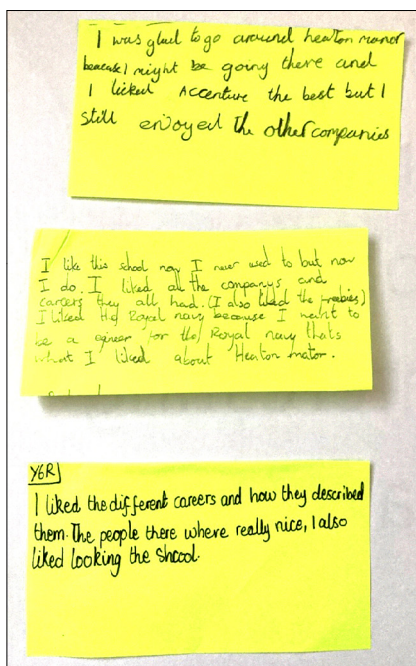 I was glad to go around heaton manor
because I might be going there and
I licked Accenture the best but I
still enjoyed the other companies
I like this school now I never used to but now
I do. I liked all the companys and
careers they all had. (I also liked the freebies)
I liked the Royal navy because I want to
be a for the Royal navy thats
what I liked about Heaton mator.
Y6R
I liked the different careers and how they described
them. The people there where really nice, I also
liked looking the shcool.